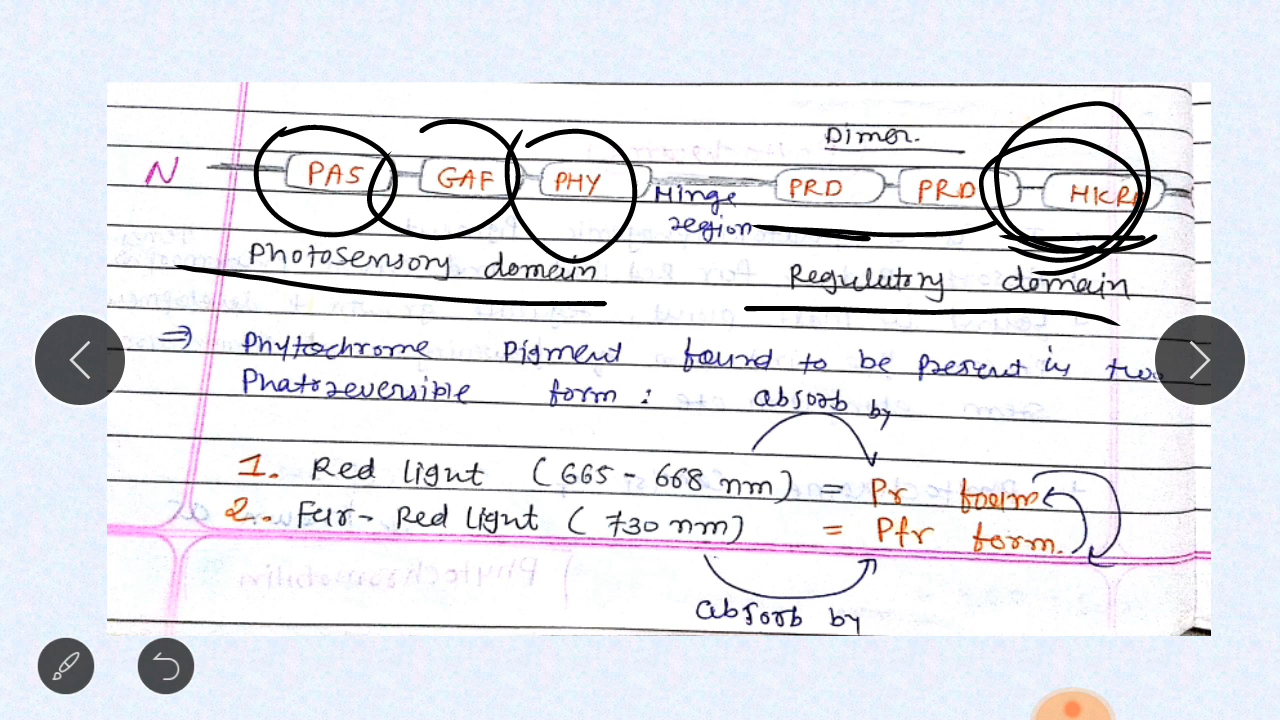 Dimer.
N PAS GAF PHY Hinge region PRD PRD HKRD
Photosensory domain Regulutory domain
⇒ Phytochrome Pigment found to be Present in two
Photoreversible form : absorb by
1. Red light (665 - 668 nm) = Pr form
2. Far- Red light (730 nm) = Pfr form.
absorb by